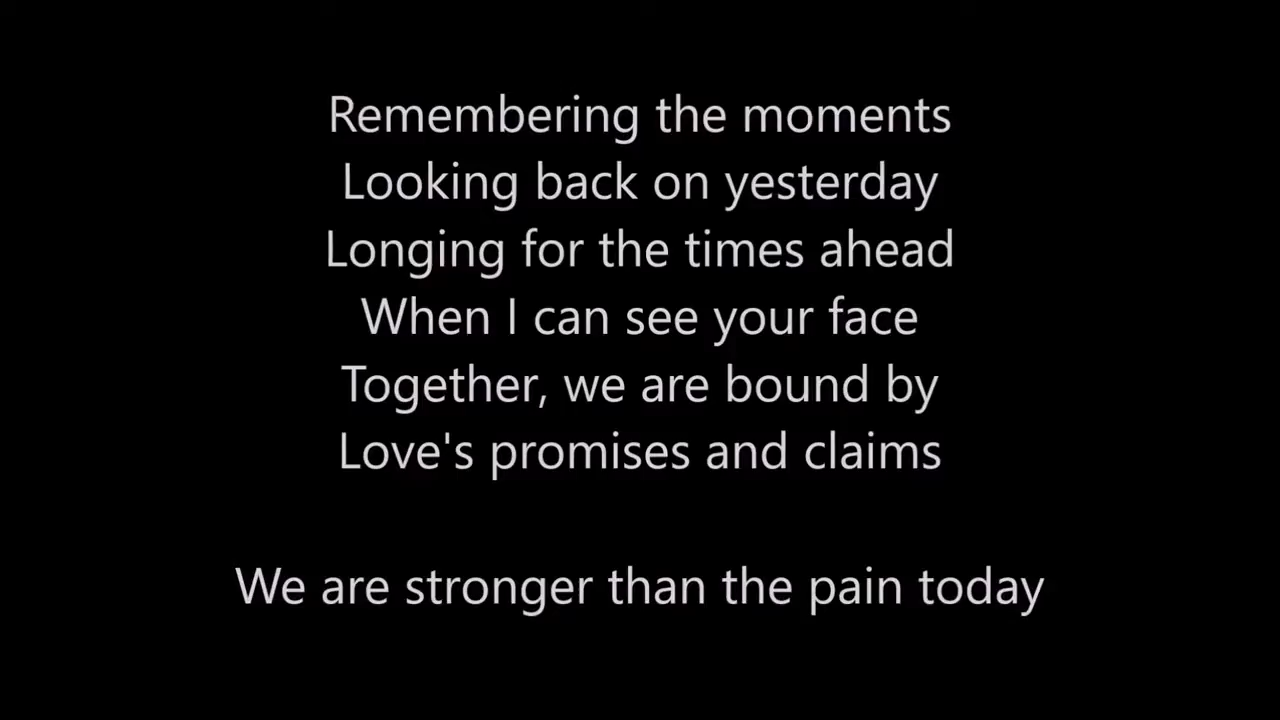 Remembering the moments
Looking back on yesterday
Longing for the times ahead
When I can see your face
Together, we are bound by
Love's promises and claims
We are stronger than the pain today